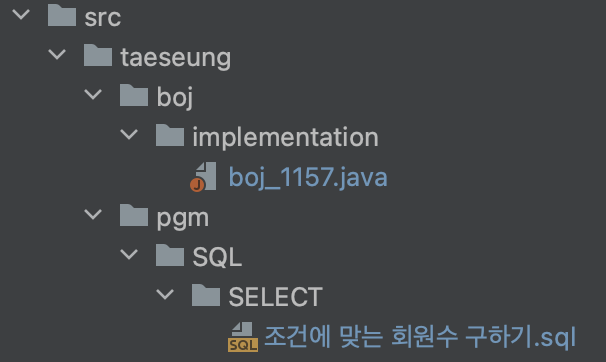 src
taeseung
boj
implementation
boj_1157.java
pgm
SQL
SELECT
SQL 조건에 맞는 회원수 구하기.sql